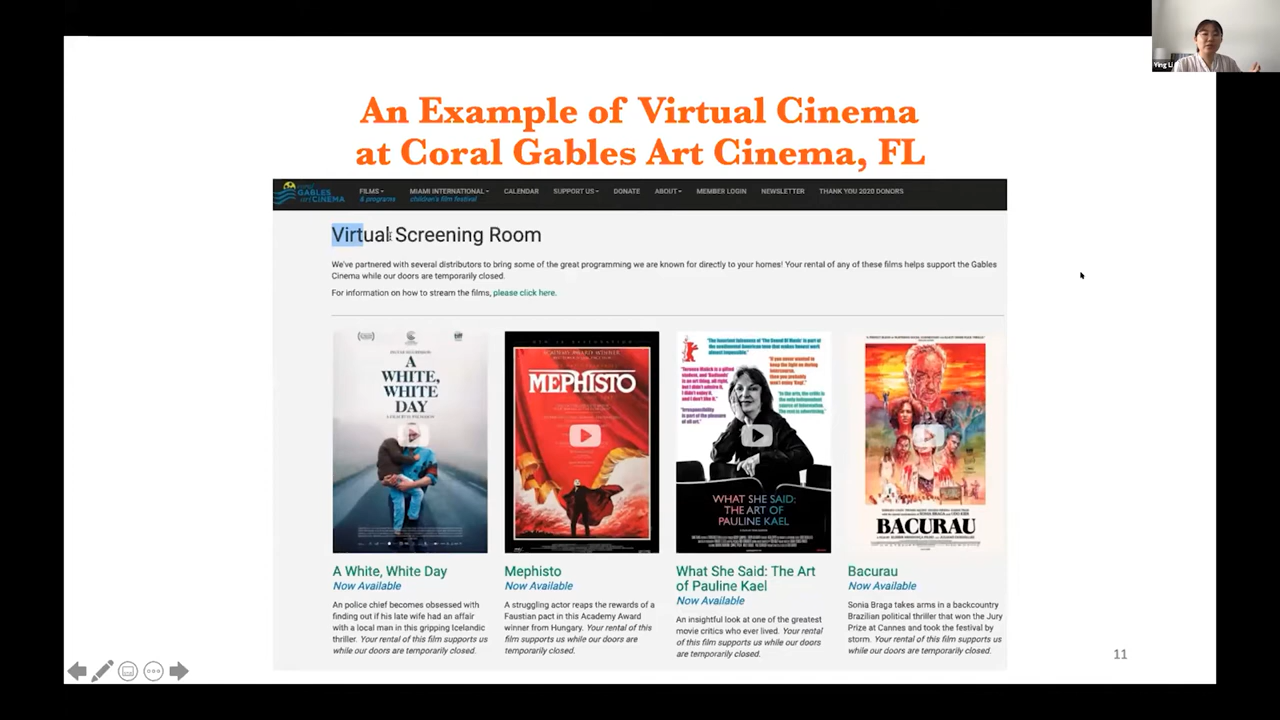 Ying Li
An Example of Virtual Cinema
at Coral Gables Art Cinema, FL
coral
GABLES
art CINEMA
FILMS
& programs
MIAMI INTERNATIONAL
children's film festival
CALENDAR
SUPPORT US
DONATE
ABOUT
MEMBER LOGIN
NEWSLETTER
THANK YOU 2020 DONORS
Virtual Screening Room
We've partnered with several distributors to bring some of the great programming we are known for directly to your homes! Your rental of any of these films helps support the Gables
Cinema while our doors are temporarily closed.
For information on how to stream the films, please click here.
A
WHITE,
WHITE
DAY
MEPHISTO
WHAT SHE SAID:
THE ART OF
PAULINE KAEL
BACURAU
A White, White Day
Now Available
An police chief becomes obsessed with
finding out if his late wife had an affair
with a local man in this gripping Icelandic
thriller. Your rental of this film supports us
while our doors are temporarily closed.
Mephisto
Now Available
A struggling actor reaps the rewards of a
Faustian pact in this Academy Award
winner from Hungary. Your rental of this
film supports us while our doors are
temporarily closed.
What She Said: The Art
of Pauline Kael
Now Available
An insightful look at one of the greatest
movie critics who ever lived. Your rental
of this film supports us while our doors
are temporarily closed.
Bacurau
Now Available
Sonia Braga takes arms in a backcountry
Brazilian political thriller that won the Jury
Prize at Cannes and took the festival by
storm. Your rental of this film supports us
while our doors are temporarily closed.
11